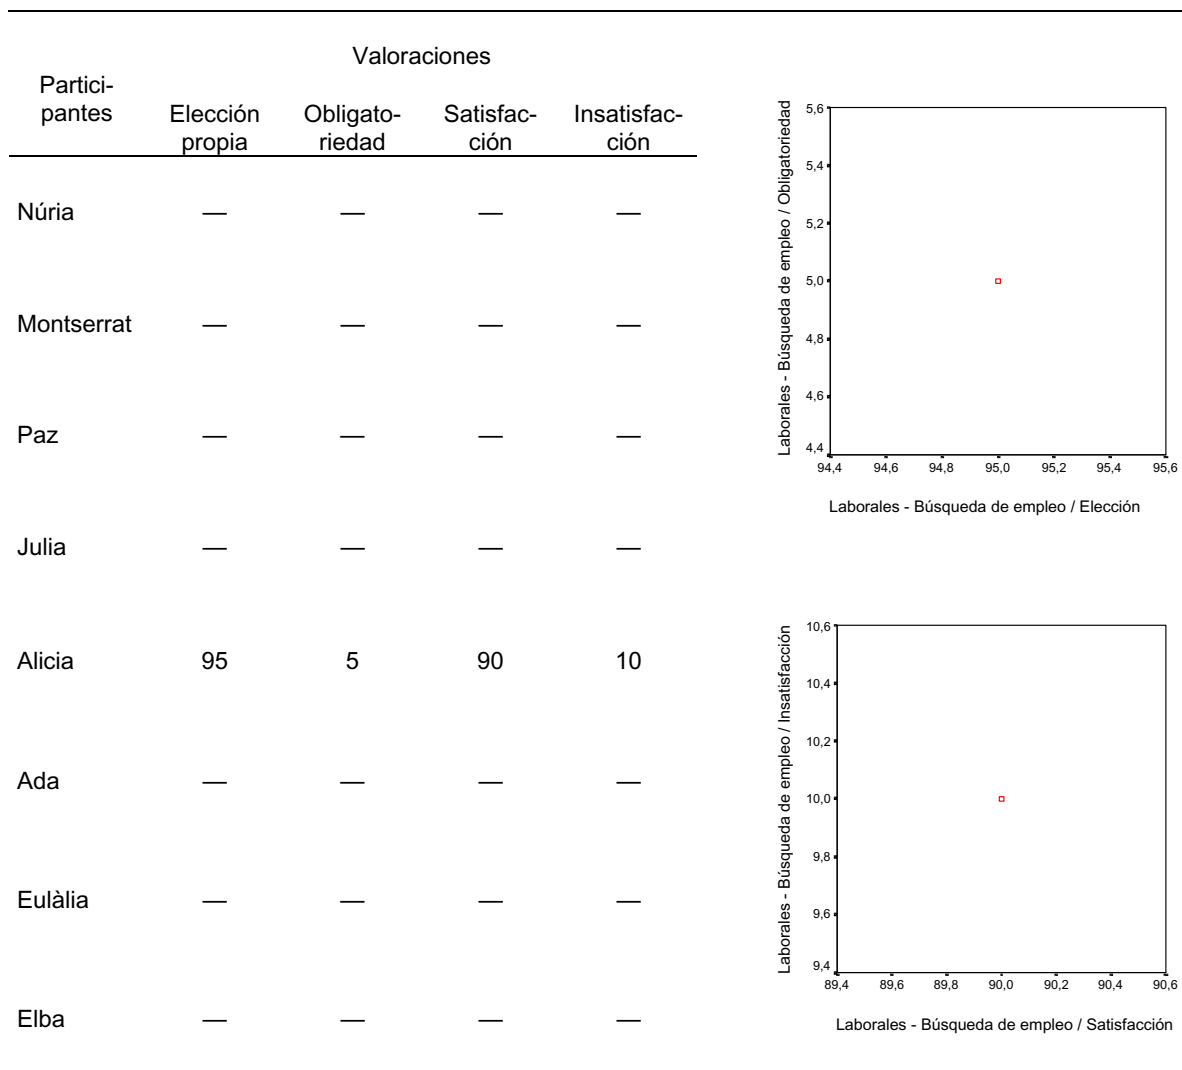 Valoraciones
Partici-
pantes
Elección Obligato- Satisfac- Insatisfac-
propia riedad ción ción
Núria — — — —
Montserrat — — — —
Paz — — — —
Julia — — — —
Alicia 95 5 90 10
Ada — — — —
Eulàlia — — — —
Elba — — — —
Laborales - Búsqueda de empleo / Obligatoriedad
5,6
5,4
5,2
5,0
4,8
4,6
4,4
94,4 94,6 94,8 95,0 95,2 95,4 95,6
Laborales - Búsqueda de empleo / Elección
Laborales - Búsqueda de empleo / Insatisfacción
10,6
10,4
10,2
10,0
9,8
9,6
9,4
89,4 89,6 89,8 90,0 90,2 90,4 90,6
Laborales - Búsqueda de empleo / Satisfacción